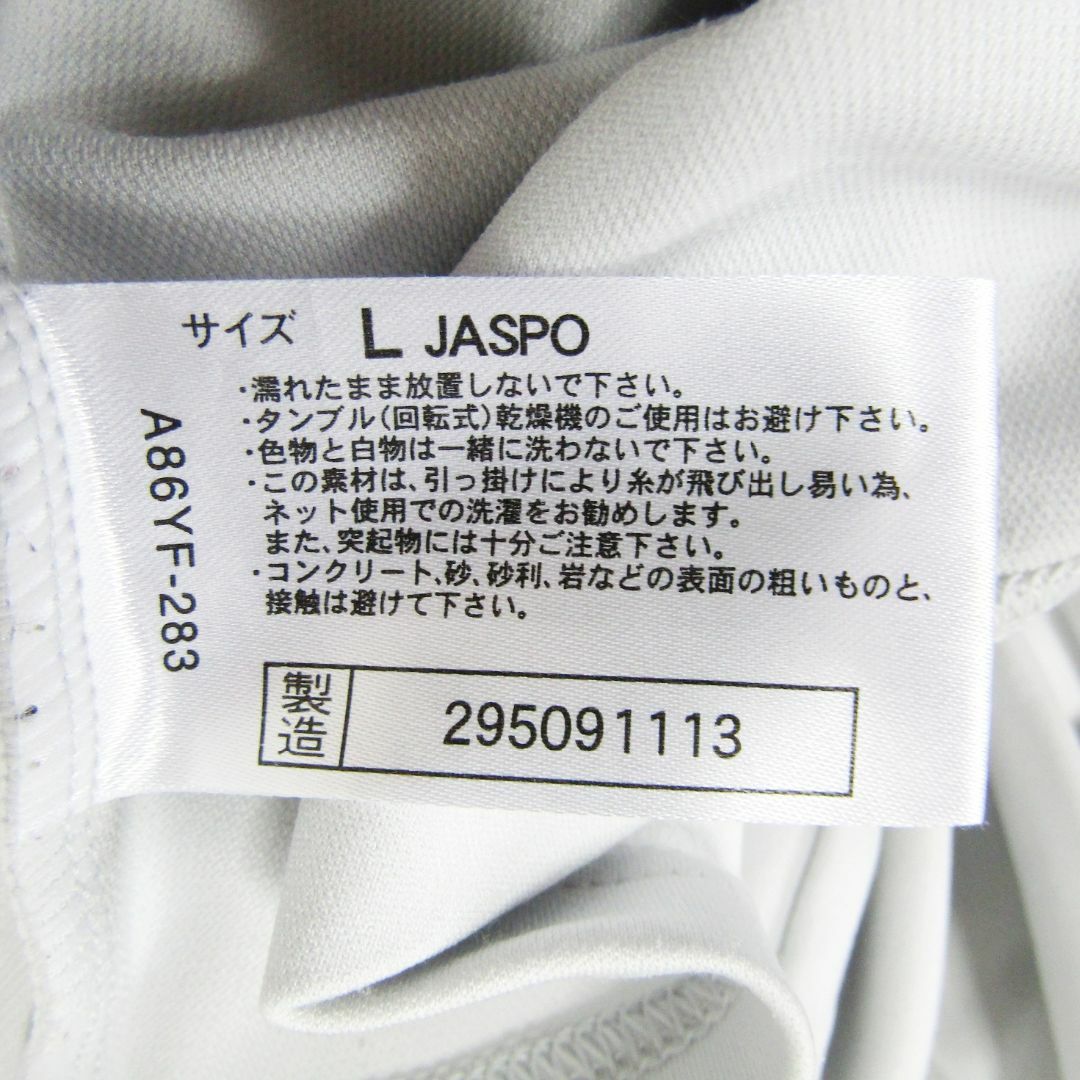 サイズ L JASPO
・濡れたまま放置しないで下さい。
・タンブル(回転式)乾燥機のご使用はお避け下さい。
・色物と白物は一緒に洗わないで下さい。
・この素材は、引っ掛けにより糸が飛び出し易い為、
ネット使用での洗濯をお勧めします。
また、突起物には十分ご注意下さい。
・コンクリート、砂、砂利、岩などの表面の粗いものと、
接触は避けて下さい。
A86YF-283
製造 295091113